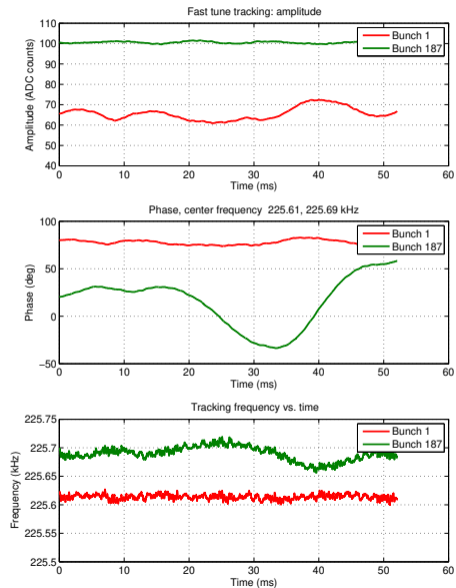 Fast tune tracking: amplitude
Amplitude (ADC counts)
130
120
110
100
90
80
70
60
50
40
0 10 20 30 40 50 60
Time (ms)
Bunch 1
Bunch 187
Phase, center frequency 225.61, 225.69 kHz
Phase (deg)
100
50
0
−50
0 10 20 30 40 50 60
Time (ms)
Bunch 1
Bunch 187
Tracking frequency vs. time
Frequency (kHz)
225.75
225.7
225.65
225.6
225.55
225.5
0 10 20 30 40 50 60
Time (ms)
Bunch 1
Bunch 187